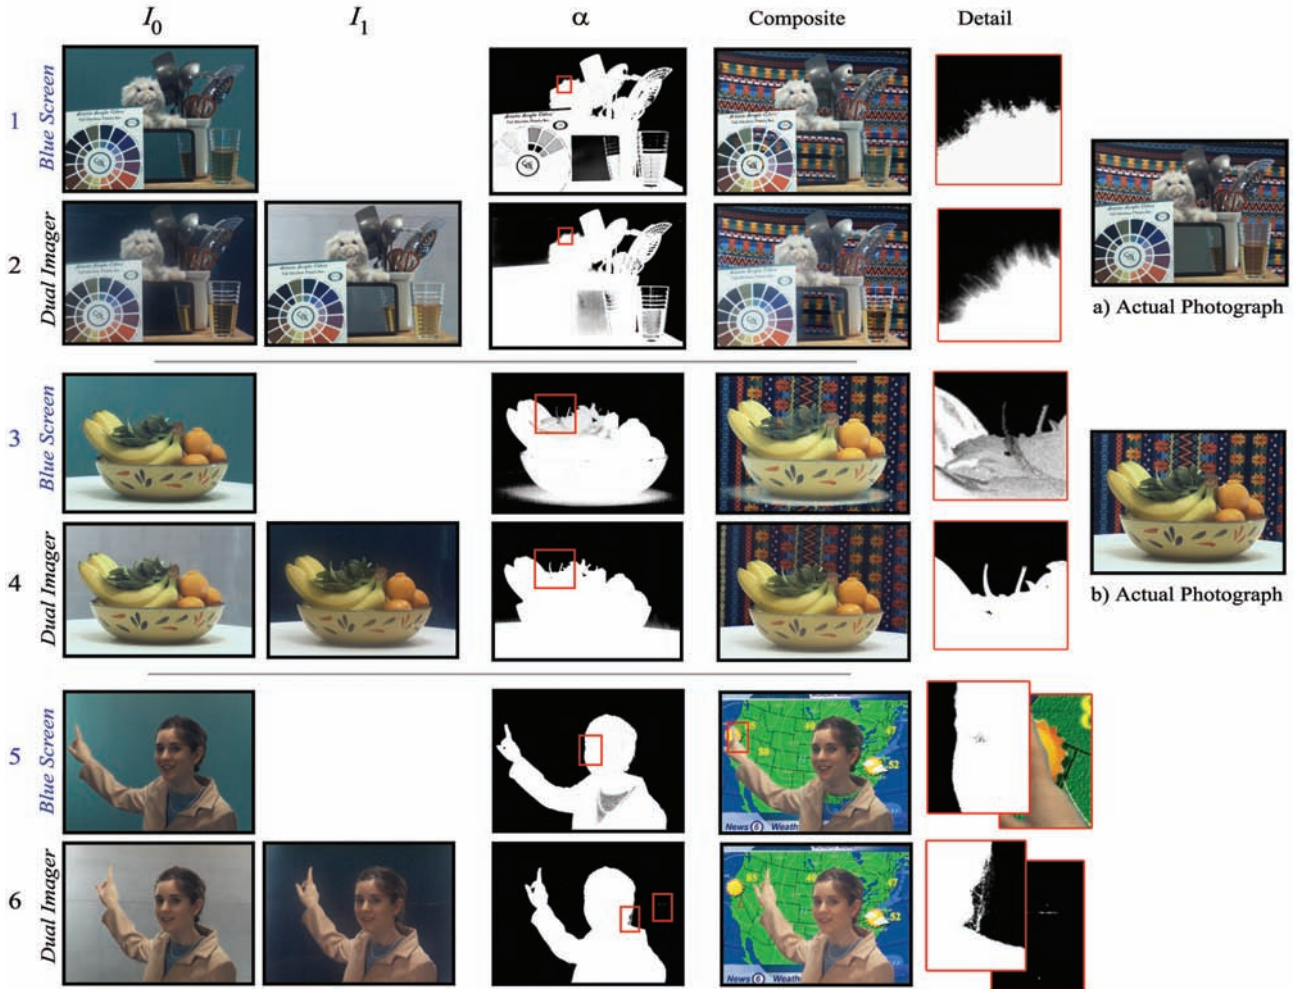 I0 I1 α Composite Detail
1 Blue Screen
2 Dual Imager
a) Actual Photograph
3 Blue Screen
4 Dual Imager
b) Actual Photograph
5 Blue Screen
News 6 Weath
6 Dual Imager
News 6 Weath